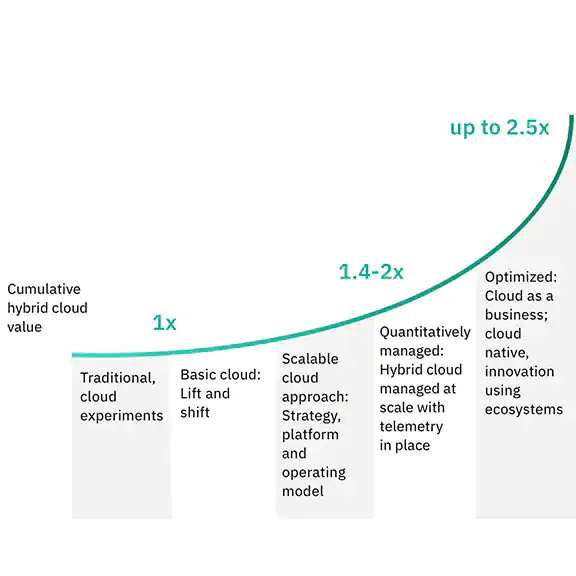 up to 2.5x
1.4-2x
1x
Cumulative
hybrid cloud
value
Traditional,
cloud
experiments
Basic cloud:
Lift and
shift
Scalable
cloud
approach:
Strategy,
platform
and
operating
model
Quantitatively
managed:
Hybrid cloud
managed at
scale with
telemetry
in place
Optimized:
Cloud as a
business;
cloud
native,
innovation
using
ecosystems